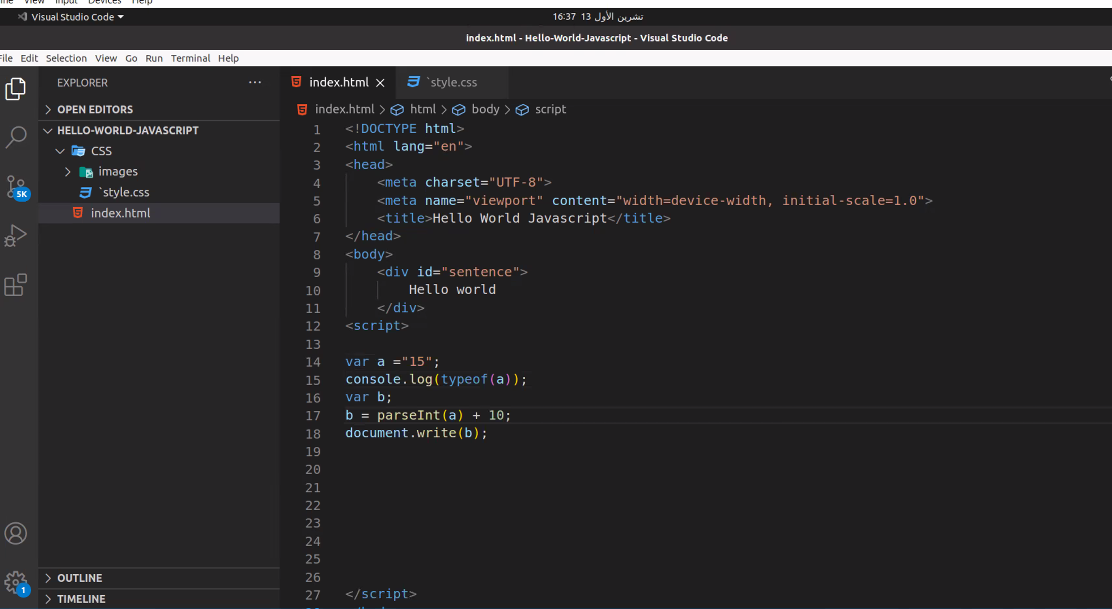 View Input Devices Help
Visual Studio Code
16:37 13 تشرين الأول
index.html - Hello-World-Javascript - Visual Studio Code
File Edit Selection View Go Run Terminal Help
EXPLORER ...
index.html
`style.css
OPEN EDITORS
index.html > html > body > script
HELLO-WORLD-JAVASCRIPT
CSS
images
`style.css
index.html
5K
1 <!DOCTYPE html>
2 <html lang="en">
3 <head>
4 <meta charset="UTF-8">
5 <meta name="viewport" content="width=device-width, initial-scale=1.0">
6 <title>Hello World Javascript</title>
7 </head>
8 <body>
9 <div id="sentence">
10 Hello world
11 </div>
12 <script>
13
14 var a ="15";
15 console.log(typeof(a));
16 var b;
17 b = parseInt(a) + 10;
18 document.write(b);
19
20
21
22
23
24
25
26
27 </script>
OUTLINE
1
TIMELINE